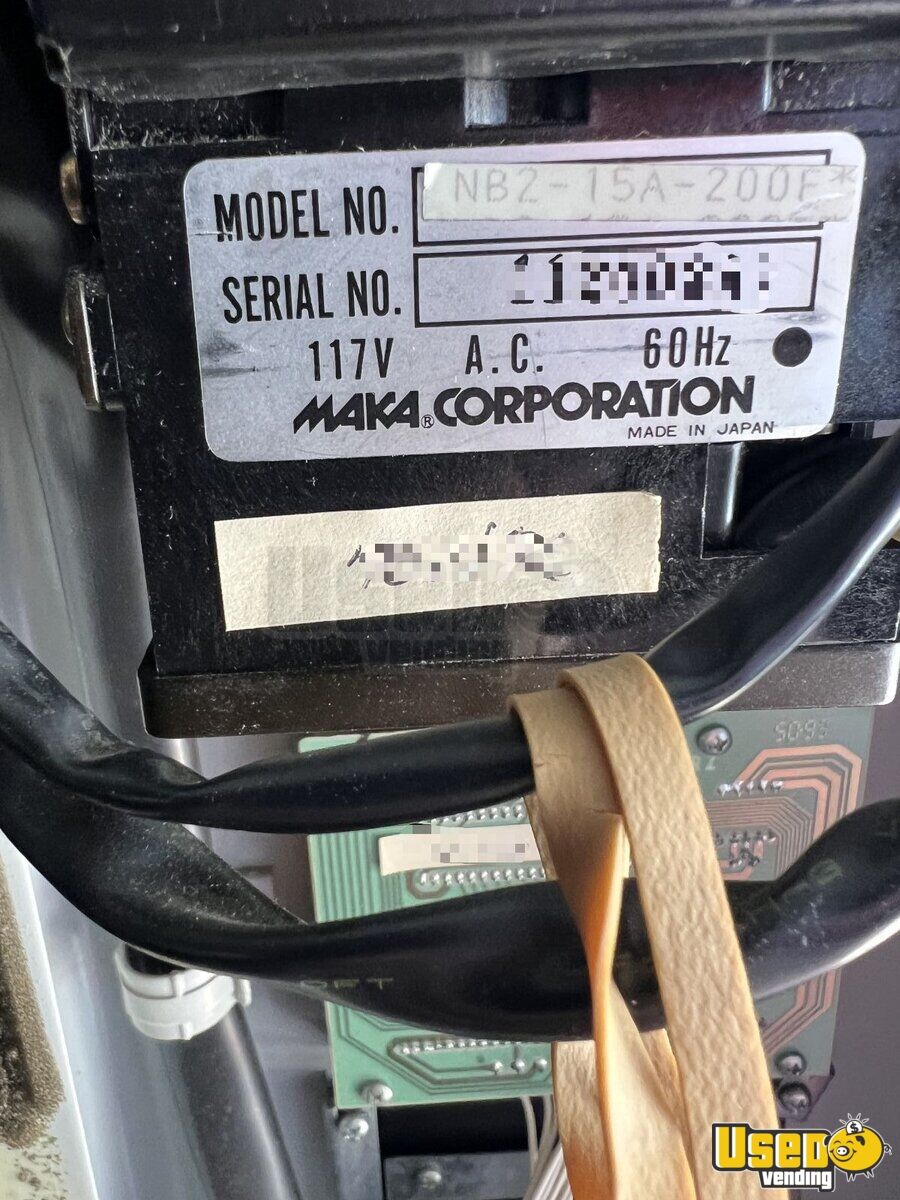 MODEL NO. NB2-15A-200F*
SERIAL NO.
117V A.C. 60Hz
MAKA® CORPORATION
MADE IN JAPAN
USED
vending